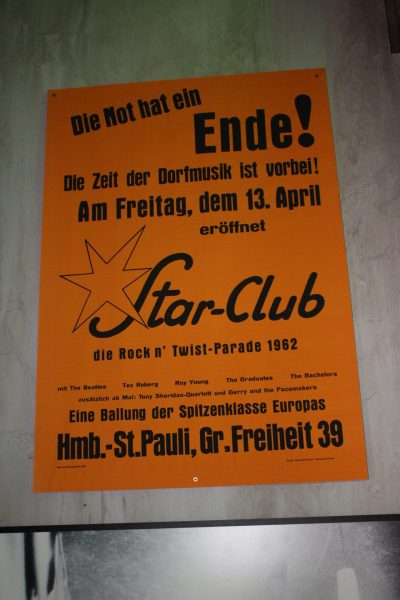 Die Not hat ein
Ende!
Die Zeit der Dorfmusik ist vorbei!
Am Freitag, dem 13. April
eröffnet
Star-Club
die Rock n' Twist-Parade 1962
mit The Beatles Tex Roberg Roy Young The Graduates The Bachelors
zusätzlich ab Mai: Tony Sheridan-Quartett und Gerry and the Pacemakers
Eine Ballung der Spitzenklasse Europas
Hmb.-St.Pauli, Gr. Freiheit 39